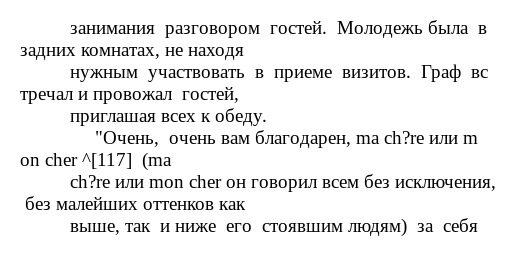 занимания разговором гостей. Молодежь была в
задних комнатах, не находя
нужным участвовать в приеме визитов. Граф вс
тречал и провожал гостей,
приглашая всех к обеду.
"Очень, очень вам благодарен, ma ch?re или m
on cher ^[117] (ma
ch?re или mon cher он говорил всем без исключения,
без малейших оттенков как
выше, так и ниже его стоявшим людям) за себя